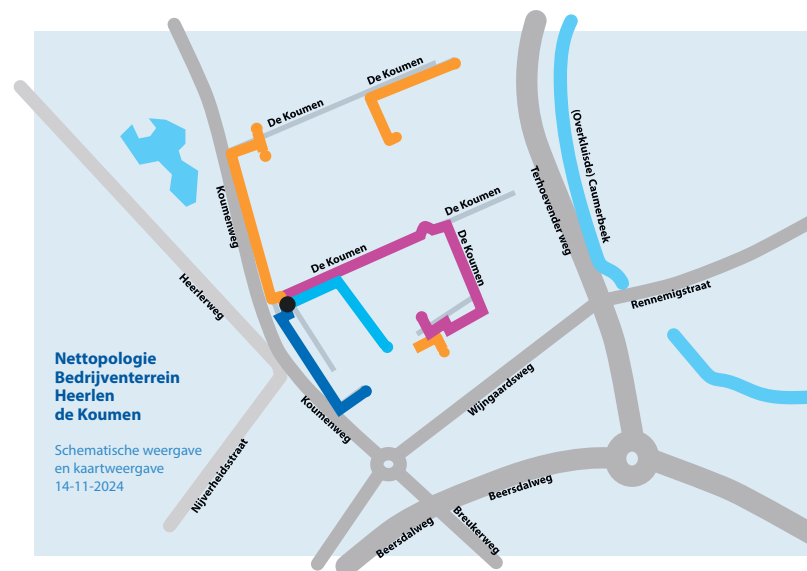 De Koumen
De Koumen
(Overkluisde) Caumerbeek
Terhoevender weg
Koumenweg
De Koumen
De Koumen
De Koumen
Heerlerweg
Rennemigstraat
Nettopologie
Bedrijventerrein
Heerlen
de Koumen
Schematische weergave
en kaartweergave
14-11-2024
Wijngaardsweg
Koumenweg
Nijverheidsstraat
Beersdalweg
Beersdalweg
Breukerweg